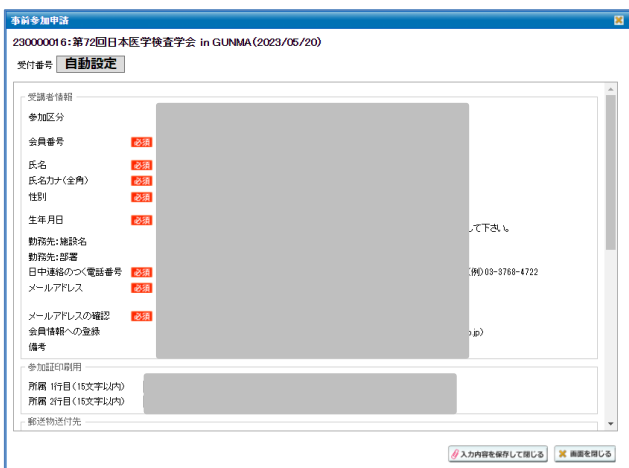 事前参加申請
230000016:第72回日本医学検査学会 in GUNMA(2023/05/20)
受付番号 自動設定
受講者情報
参加区分
会員番号 必須
氏名 必須
氏名カナ(全角) 必須
性別 必須
生年月日 必須
して下さい。
勤務先:施設名
勤務先:部署
日中連絡のつく電話番号 必須 (例)03-3768-4722
メールアドレス 必須
メールアドレスの確認 必須
会員情報への登録 o.jp)
備考
参加証印刷用
所属 1行目(15文字以内)
所属 2行目(15文字以内)
郵送物送付先
入力内容を保存して閉じる 画面を閉じる